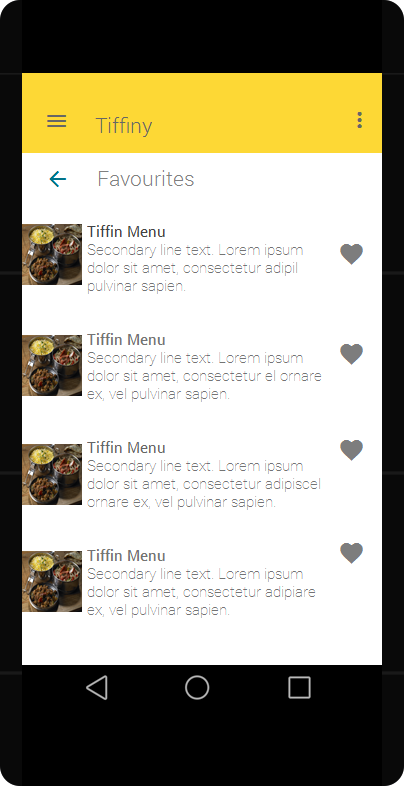 Tiffiny
Favourites
Tiffin Menu
Secondary line text. Lorem ipsum
dolor sit amet, consectetur adipil
pulvinar sapien.
Tiffin Menu
Secondary line text. Lorem ipsum
dolor sit amet, consectetur el ornare
ex, vel pulvinar sapien.
Tiffin Menu
Secondary line text. Lorem ipsum
dolor sit amet, consectetur adipiscel
ornare ex, vel pulvinar sapien.
Tiffin Menu
Secondary line text. Lorem ipsum
dolor sit amet, consectetur adipiare
ex, vel pulvinar sapien.